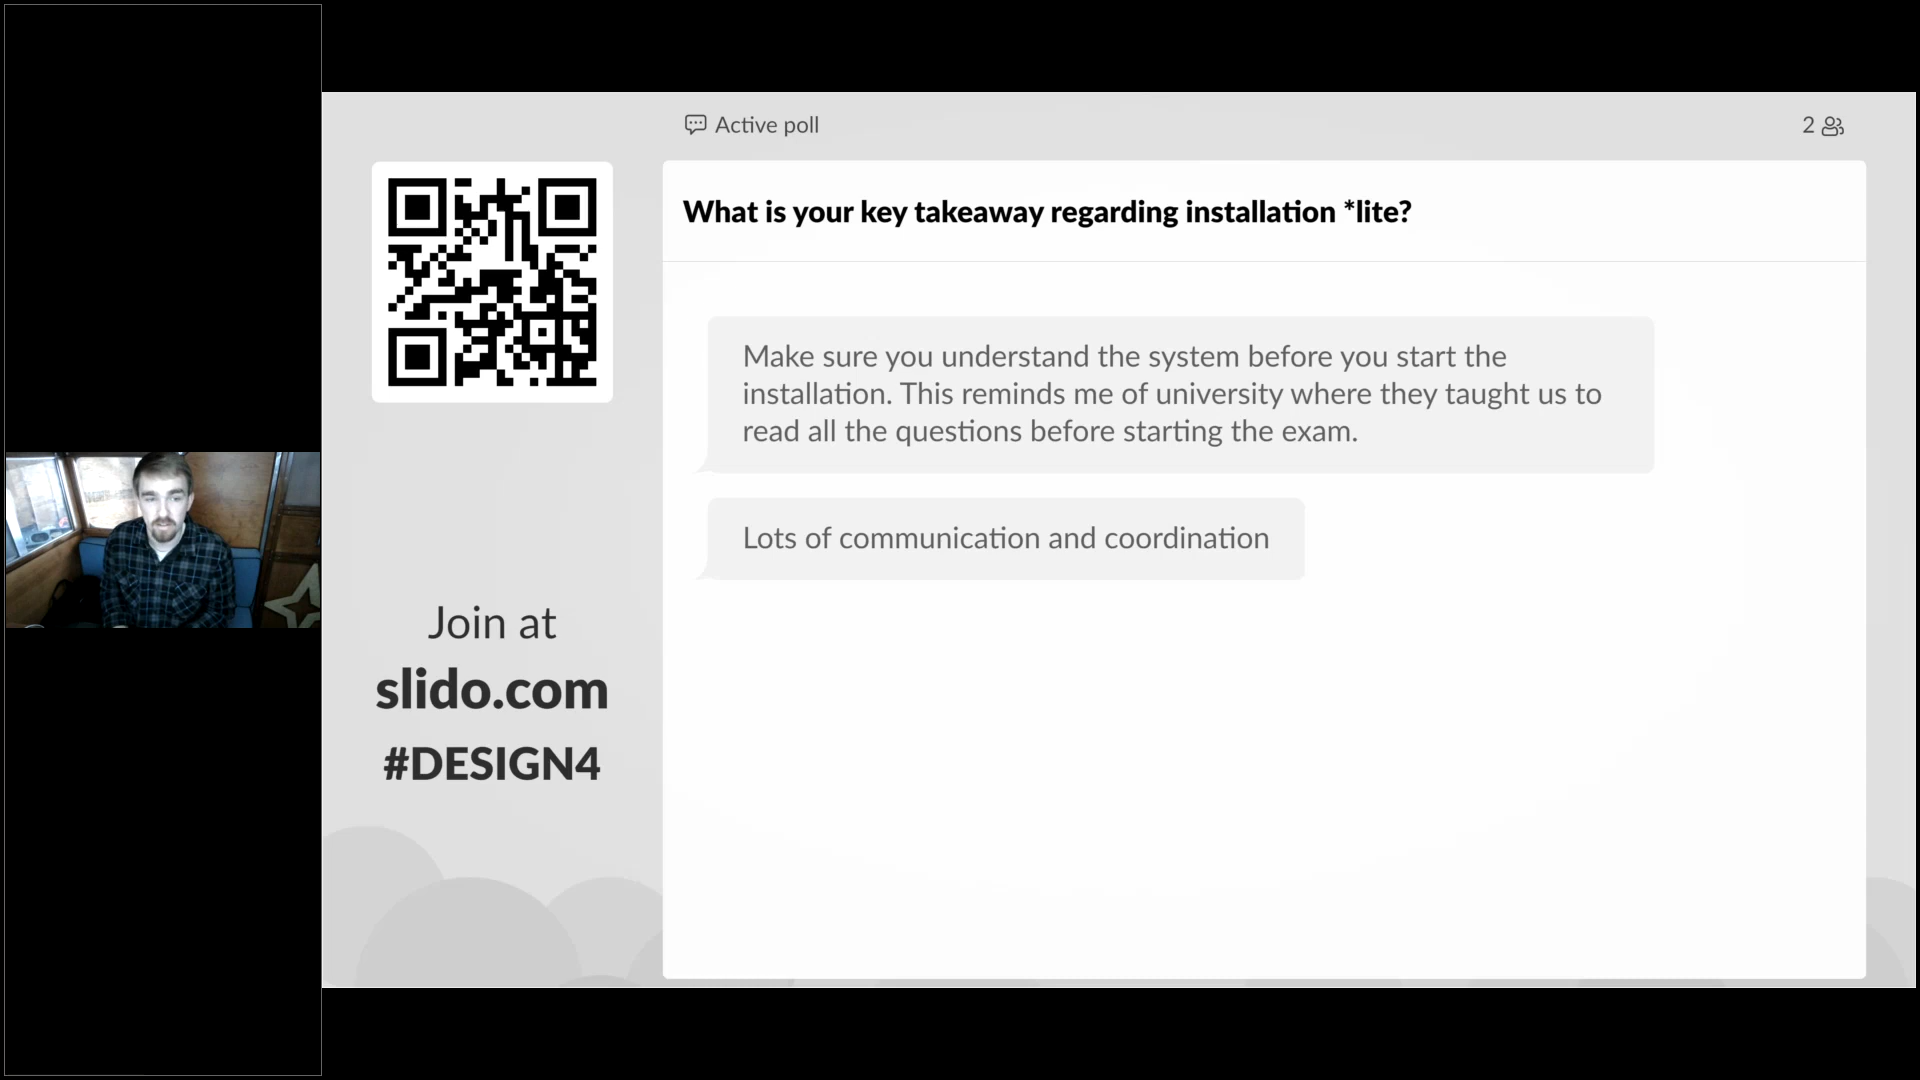 Active poll
2
What is your key takeaway regarding installation *lite?
Make sure you understand the system before you start the
installation. This reminds me of university where they taught us to
read all the questions before starting the exam.
Lots of communication and coordination
Join at
slido.com
#DESIGN4